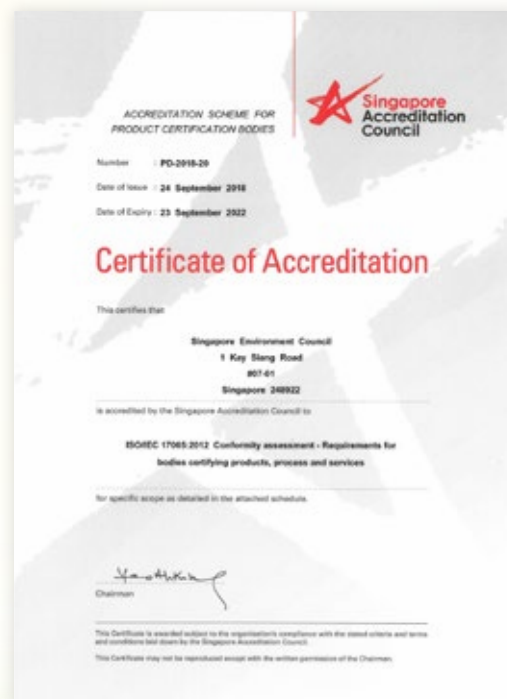 Singapore
Accreditation
Council
ACCREDITATION SCHEME FOR
PRODUCT CERTIFICATION BODIES
Number : PD-2018-20
Date of Issue : 24 September 2018
Date of Expiry : 23 September 2022
Certificate of Accreditation
This certifies that
Singapore Environment Council
1 Kay Siang Road
#07-01
Singapore 248922
is accredited by the Singapore Accreditation Council to
ISO/IEC 17065:2012 Conformity assessment - Requirements for
bodies certifying products, process and services
for specific scope as detailed in the attached schedule.
Chairman
This Certificate is awarded subject to the organisation's compliance with the stated criteria and terms
and conditions laid down by the Singapore Accreditation Council.
This Certificate may not be reproduced except with the written permission of the Chairman.